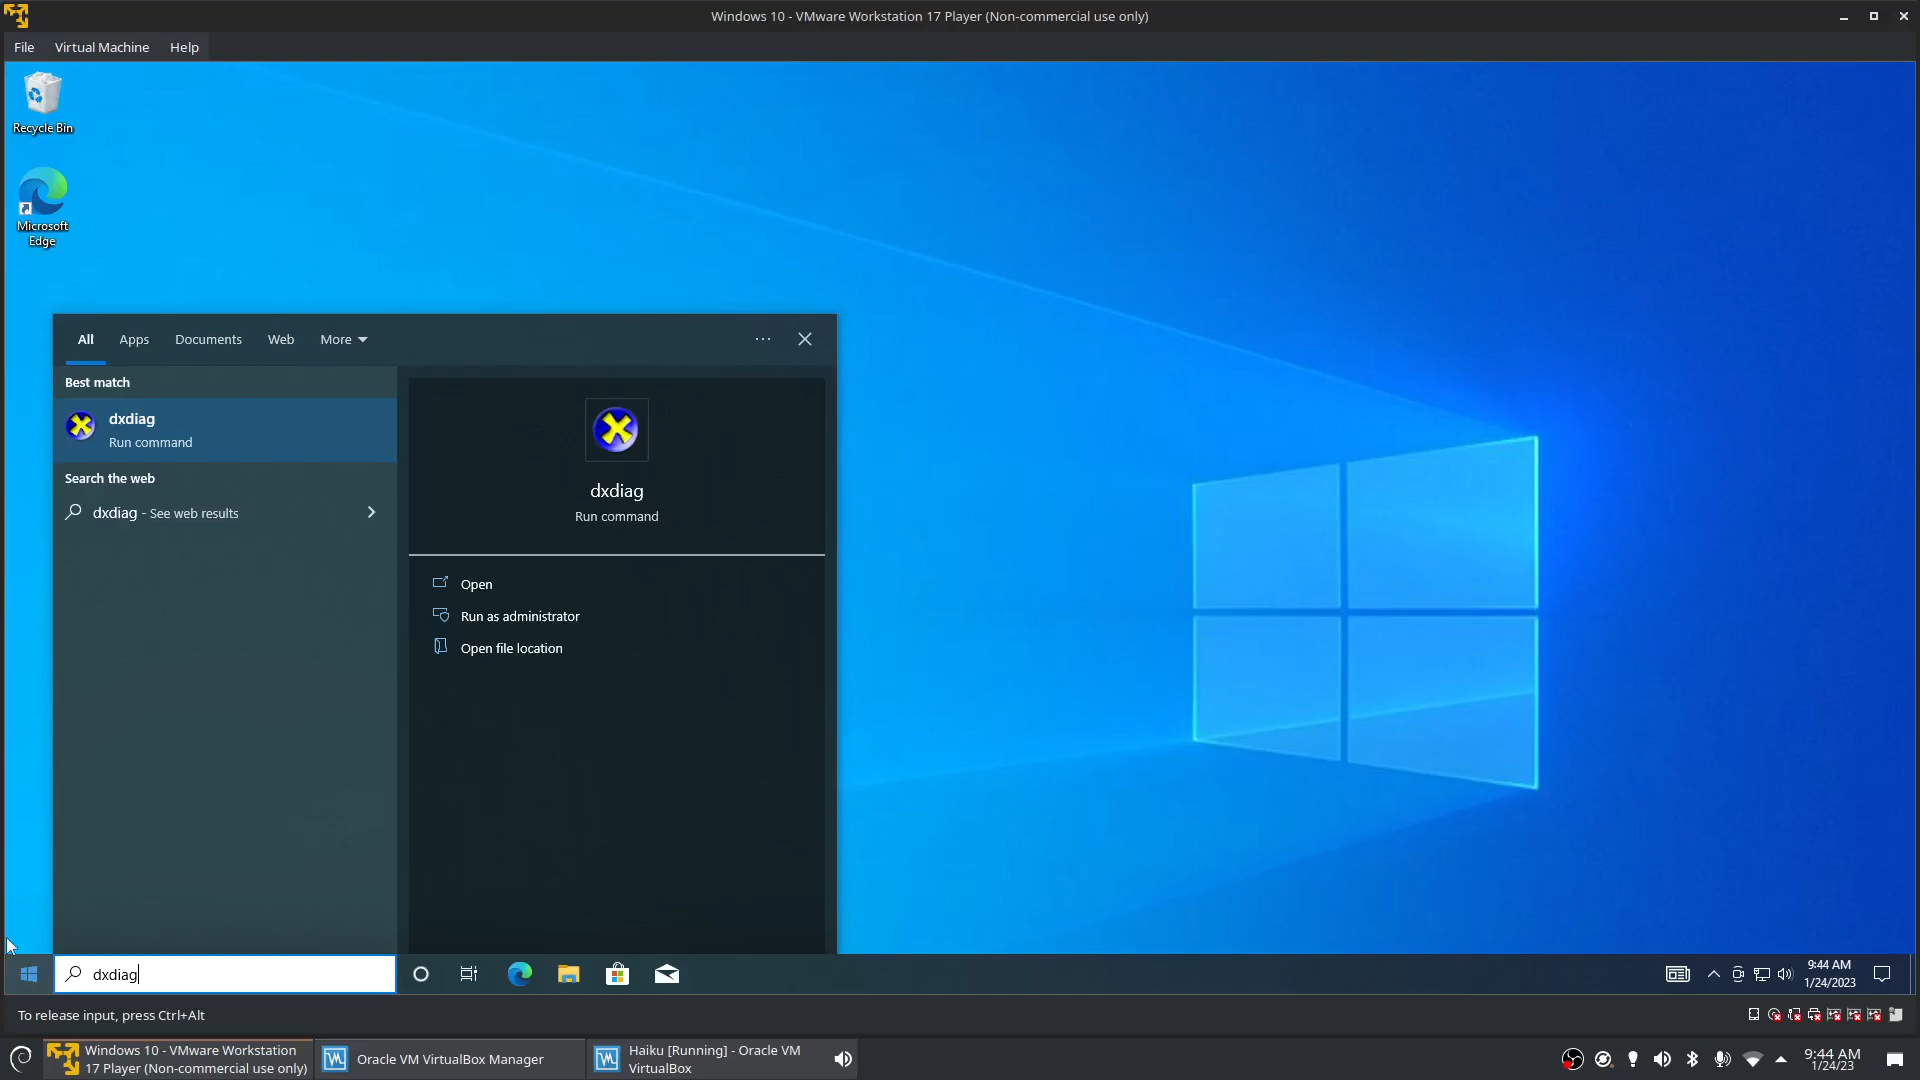 Windows 10 - VMware Workstation 17 Player (Non-commercial use only)
File Virtual Machine Help
Recycle Bin
Microsoft
Edge
All Apps Documents Web More
Best match
dxdiag
Run command
Search the web
dxdiag - See web results
dxdiag
Run command
Open
Run as administrator
Open file location
dxdiag
9:44 AM
1/24/2023
To release input, press Ctrl+Alt
Windows 10 - VMware Workstation
17 Player (Non-commercial use only)
Oracle VM VirtualBox Manager
Haiku [Running] - Oracle VM
VirtualBox
9:44 AM
1/24/23